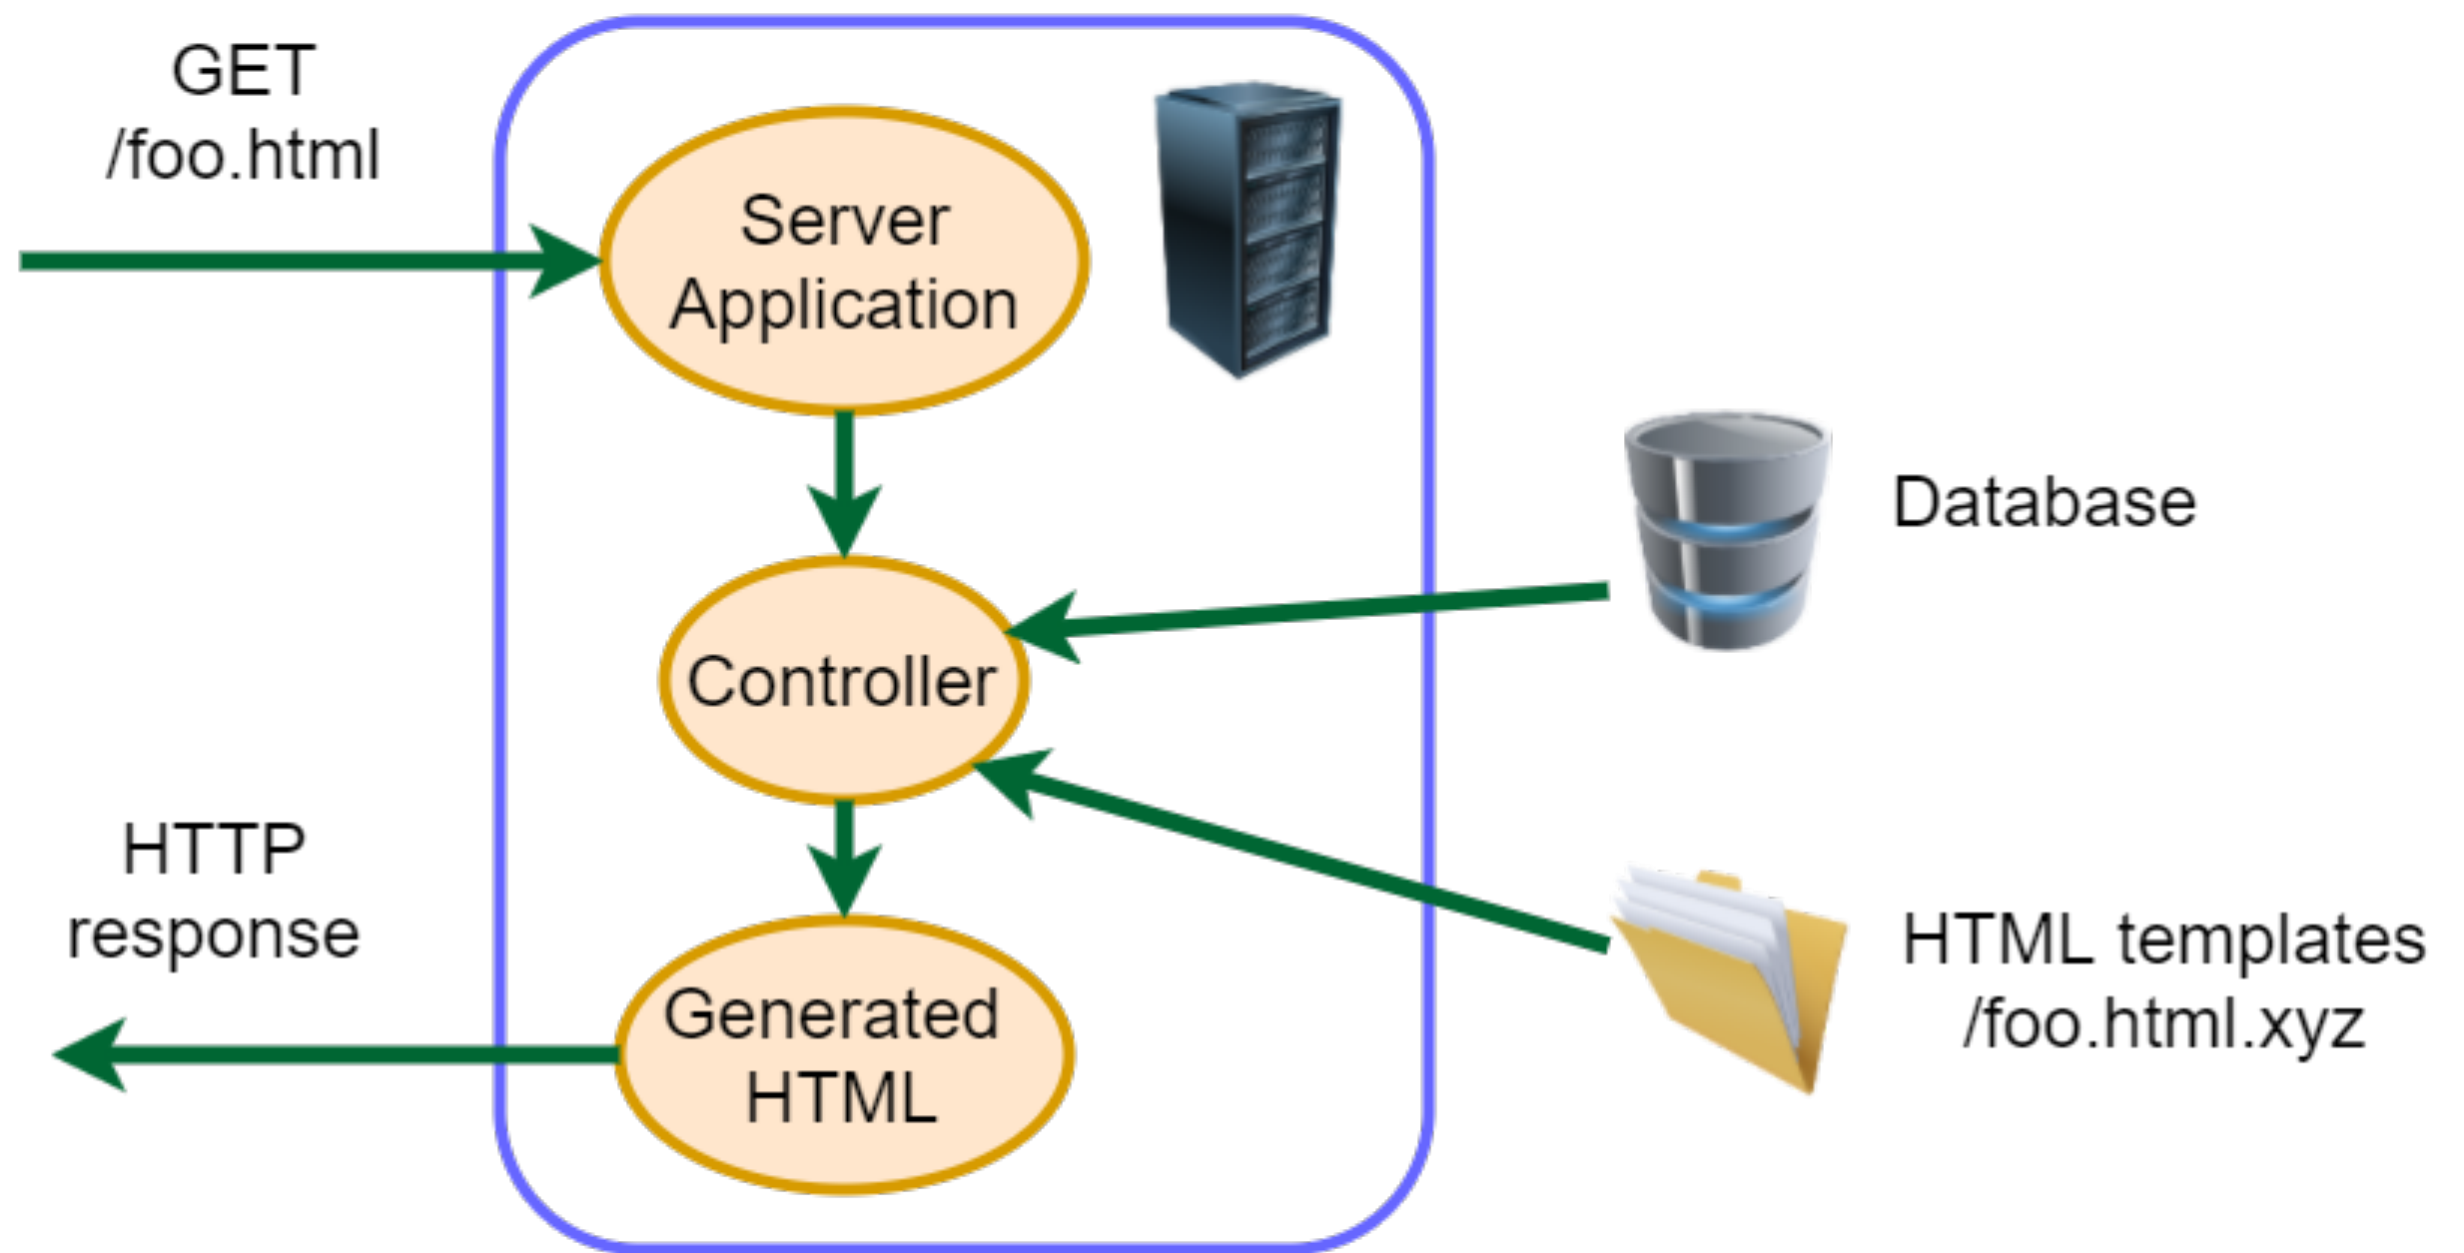 GET
/foo.html
Server
Application
Database
Controller
HTTP
response
HTML templates
/foo.html.xyz
Generated
HTML